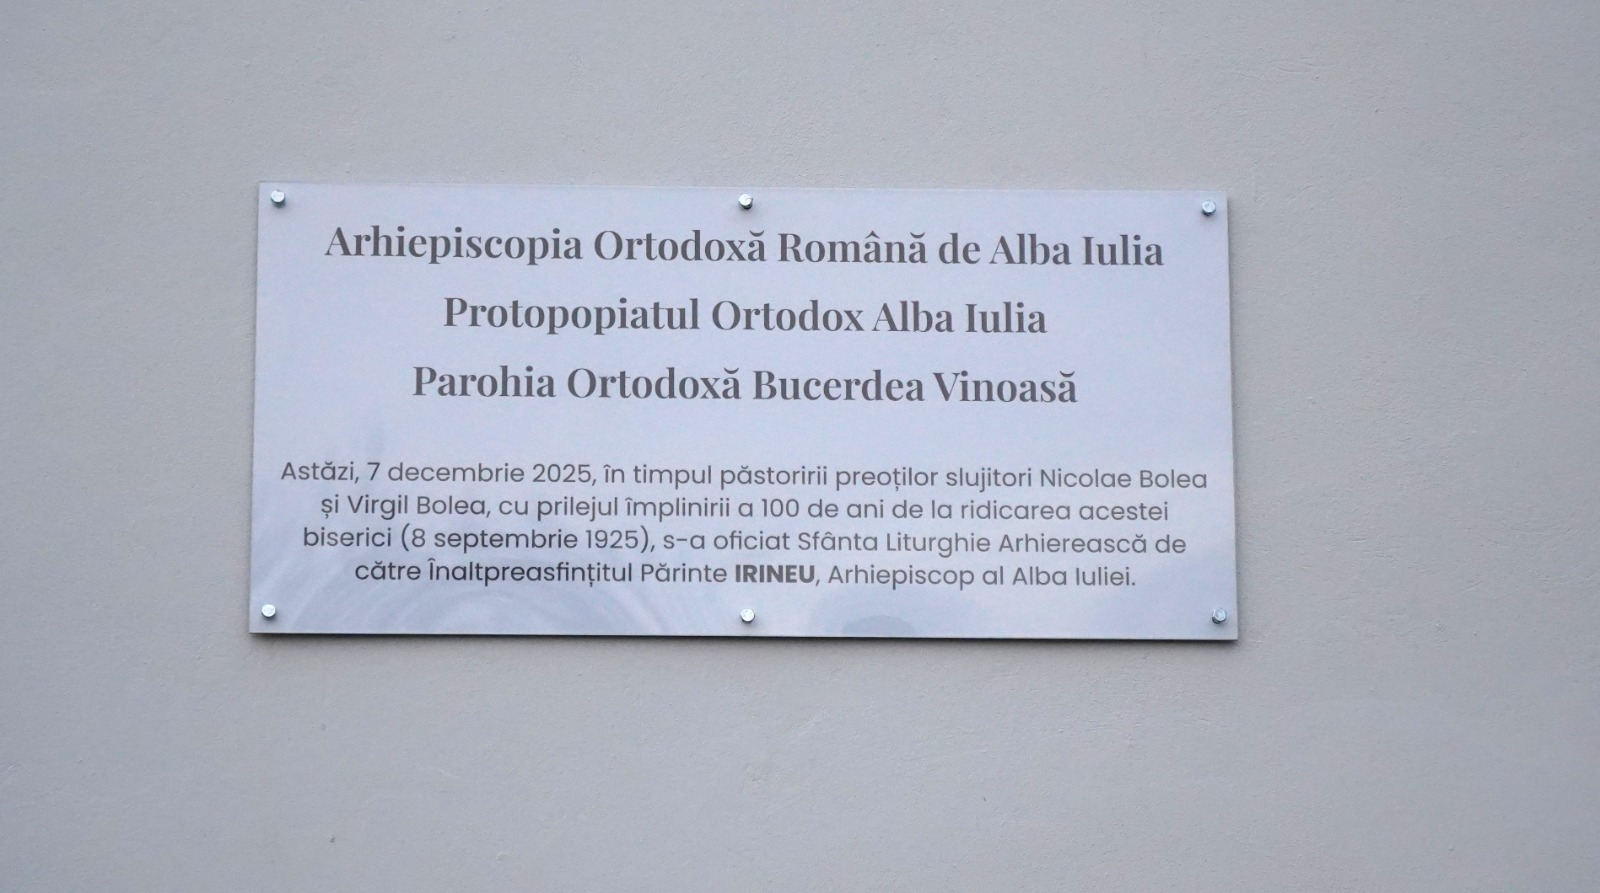 Arhiepiscopia Ortodoxă Română de Alba Iulia
Protopopiatul Ortodox Alba Iulia
Parohia Ortodoxă Bucerdea Vinoasă
Astăzi, 7 decembrie 2025, în timpul păstoririi preoților slujitori Nicolae Bolea
și Virgil Bolea, cu prilejul împlinirii a 100 de ani de la ridicarea acestei
biserici (8 septembrie 1925), s-a oficiat Sfânta Liturghie Arhierească de
către Înaltpreasfințitul Părinte IRINEU, Arhiepiscop al Alba Iuliei.